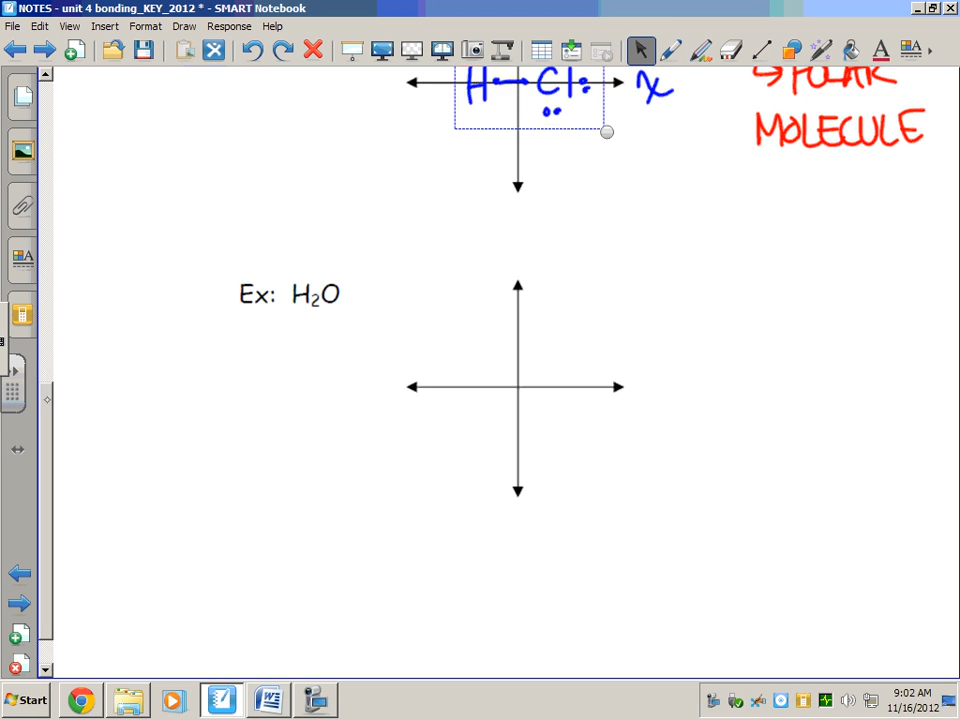 NOTES - unit 4 bonding_KEY_2012 * - SMART Notebook
File Edit View Insert Format Draw Response Help
H-Cl: x
↳ POLAR
MOLECULE
Ex: H₂O
Start
9:02 AM
11/16/2012